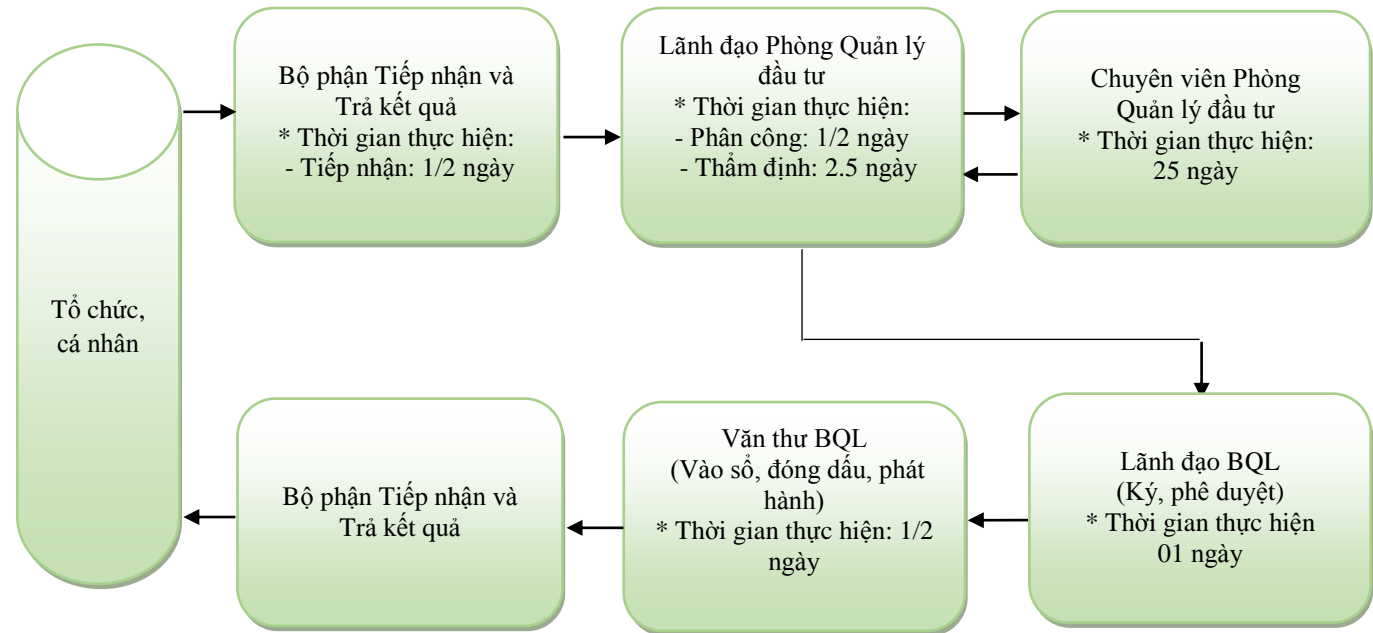 Tổ chức,
cá nhân
Bộ phận Tiếp nhận và
Trả kết quả
* Thời gian thực hiện:
- Tiếp nhận: 1/2 ngày
Lãnh đạo Phòng Quản lý
đầu tư
* Thời gian thực hiện:
- Phân công: 1/2 ngày
- Thẩm định: 2.5 ngày
Chuyên viên Phòng
Quản lý đầu tư
* Thời gian thực hiện:
25 ngày
Lãnh đạo BQL
(Ký, phê duyệt)
* Thời gian thực hiện
01 ngày
Văn thư BQL
(Vào sổ, đóng dấu, phát
hành)
* Thời gian thực hiện: 1/2
ngày
Bộ phận Tiếp nhận và
Trả kết quả